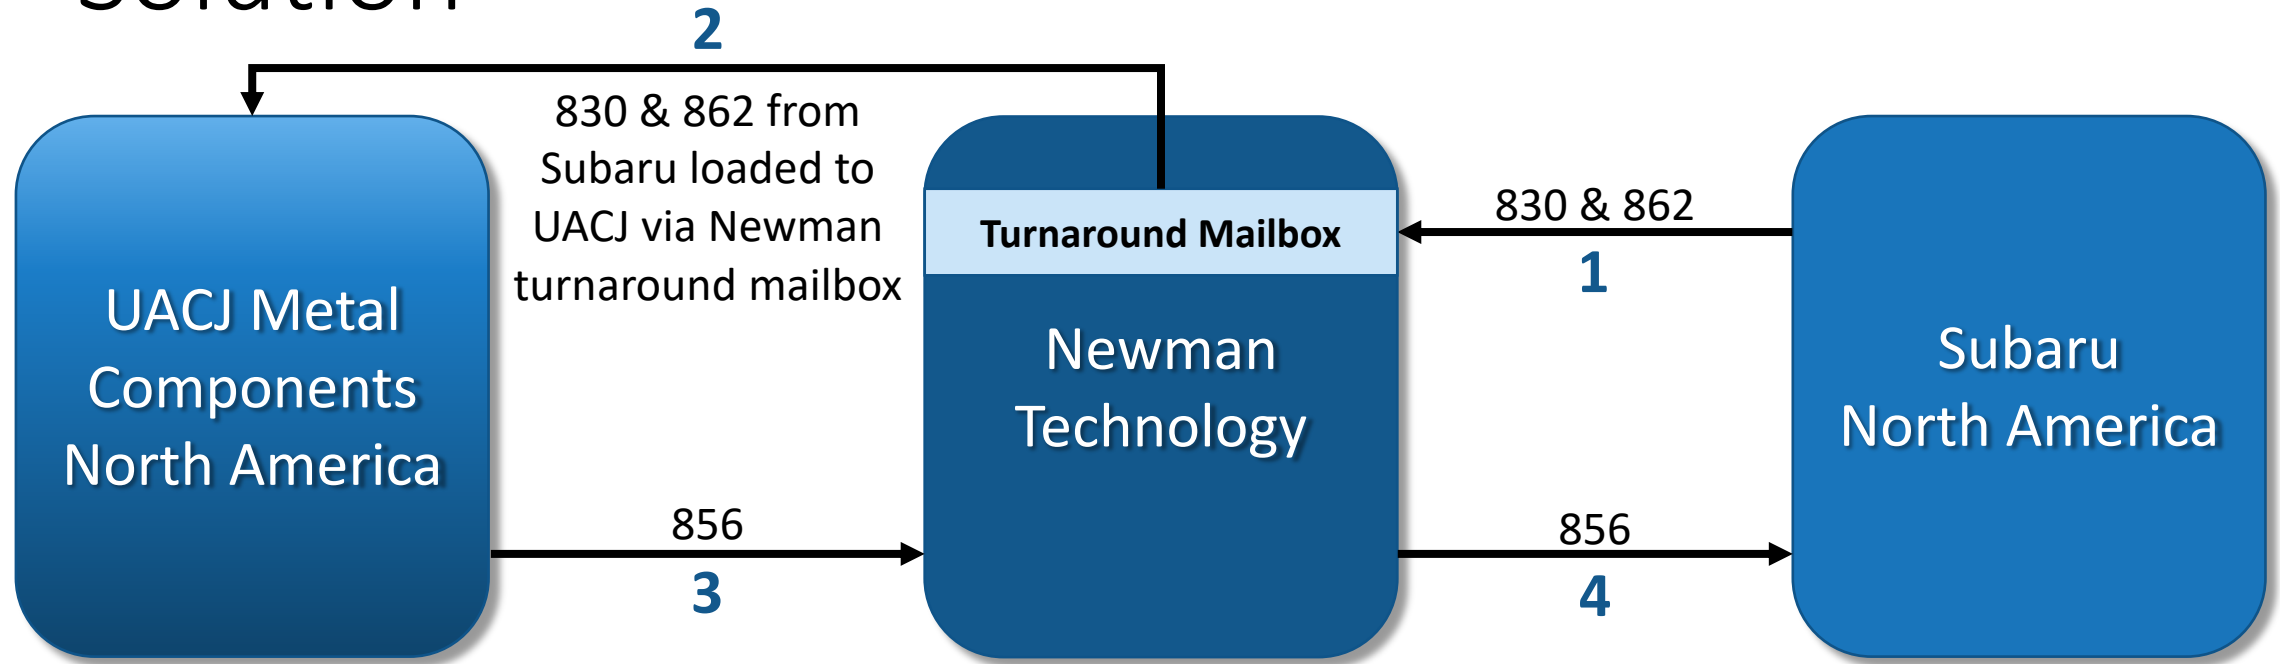 Solution
2
830 & 862 from
Subaru loaded to
UACJ via Newman
turnaround mailbox
UACJ Metal
Components
North America
Turnaround Mailbox
Newman
Technology
830 & 862
1
Subaru
North America
856
3
856
4